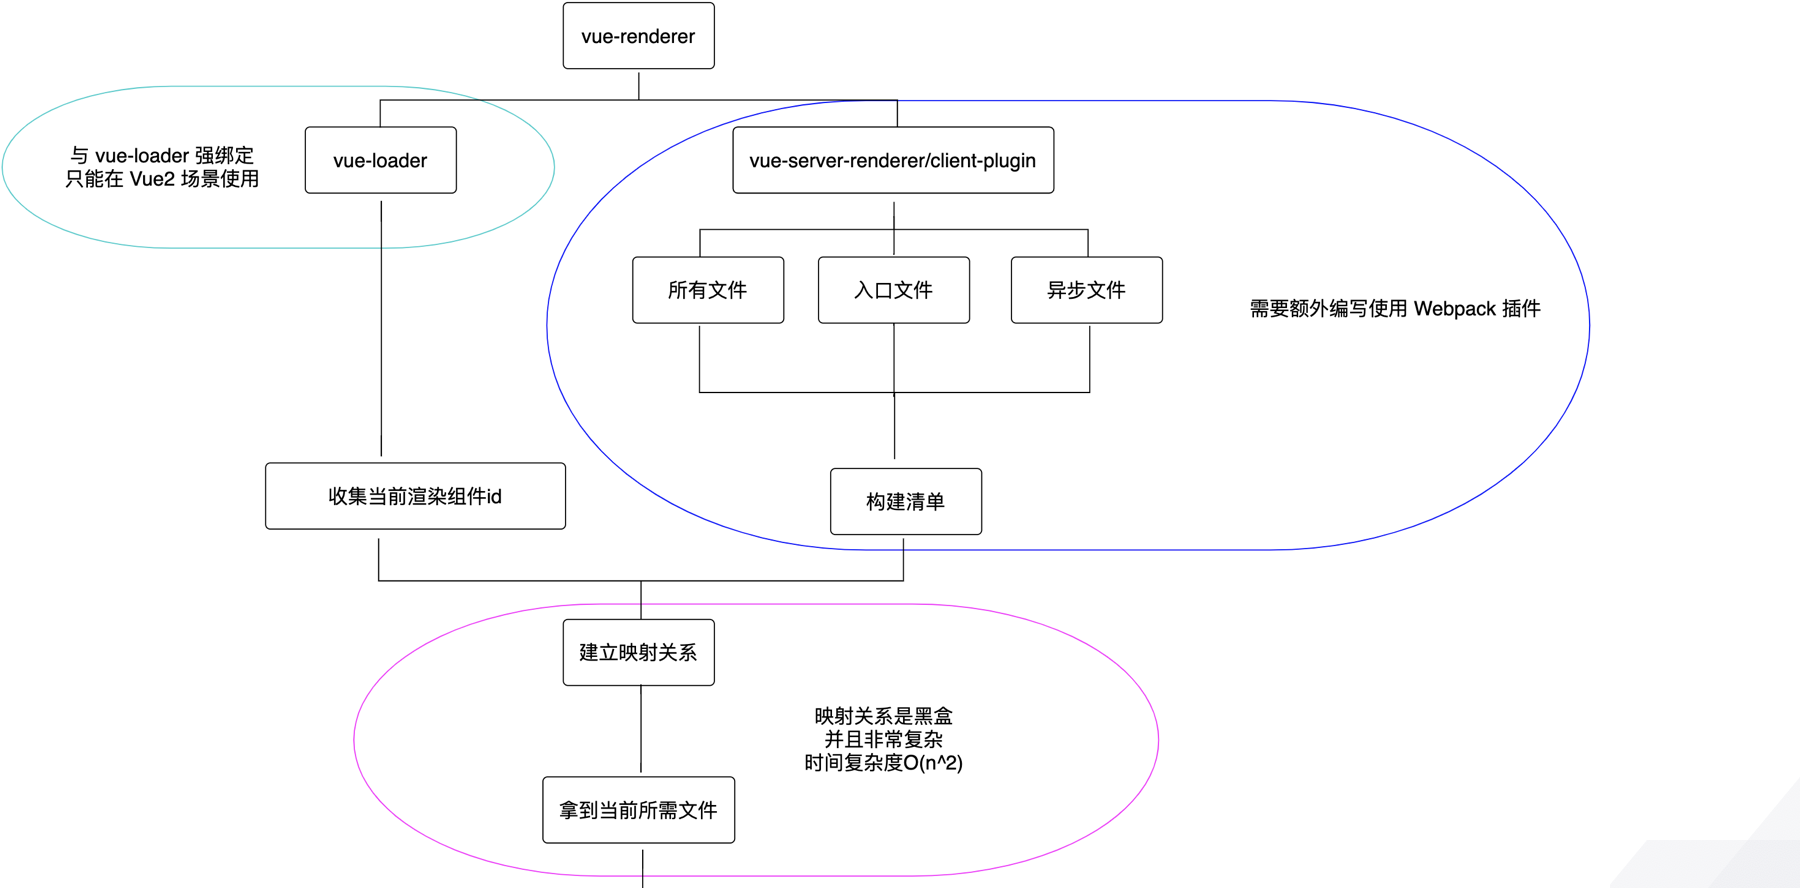 vue-renderer
与 vue-loader 强绑定
只能在 Vue2 场景使用
vue-loader
vue-server-renderer/client-plugin
所有文件
入口文件
异步文件
需要额外编写使用 Webpack 插件
收集当前渲染组件id
构建清单
建立映射关系
映射关系是黑盒
并且非常复杂
时间复杂度O(n^2)
拿到当前所需文件